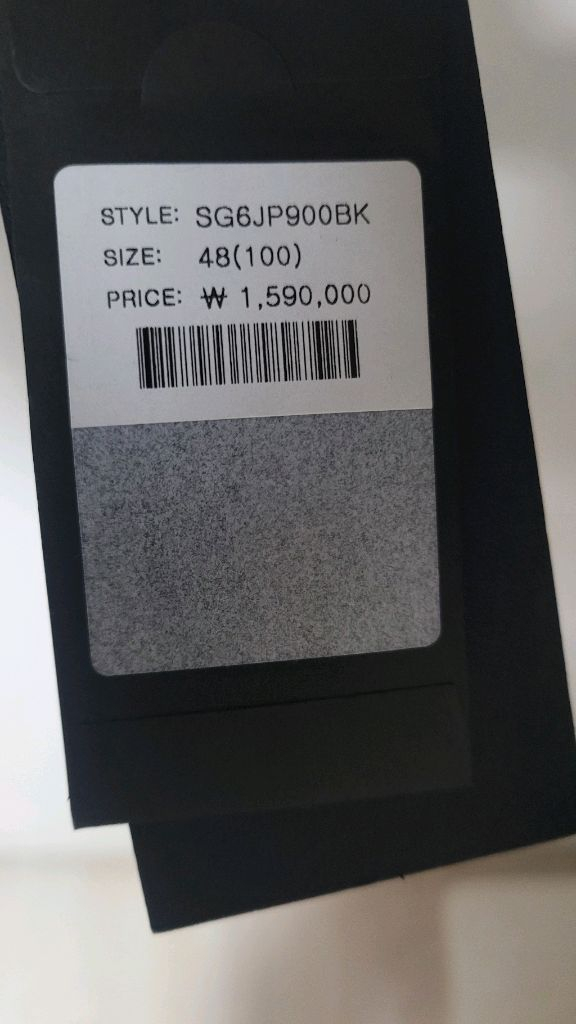 STYLE: SG6JP900BK
SIZE: 48(100)
PRICE: ₩ 1,590,000